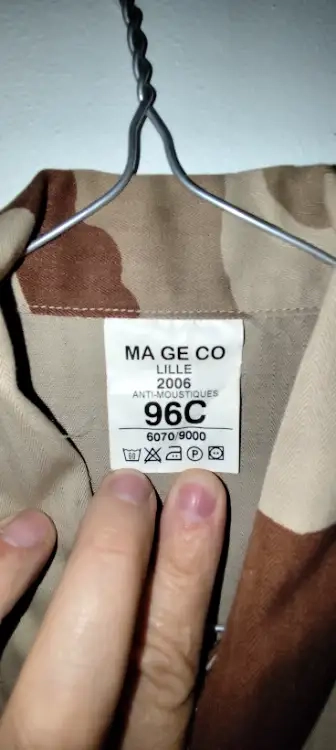 MA GE CO
LILLE
2006
ANTI-MOUSTIQUES
96C
6070/9000
P